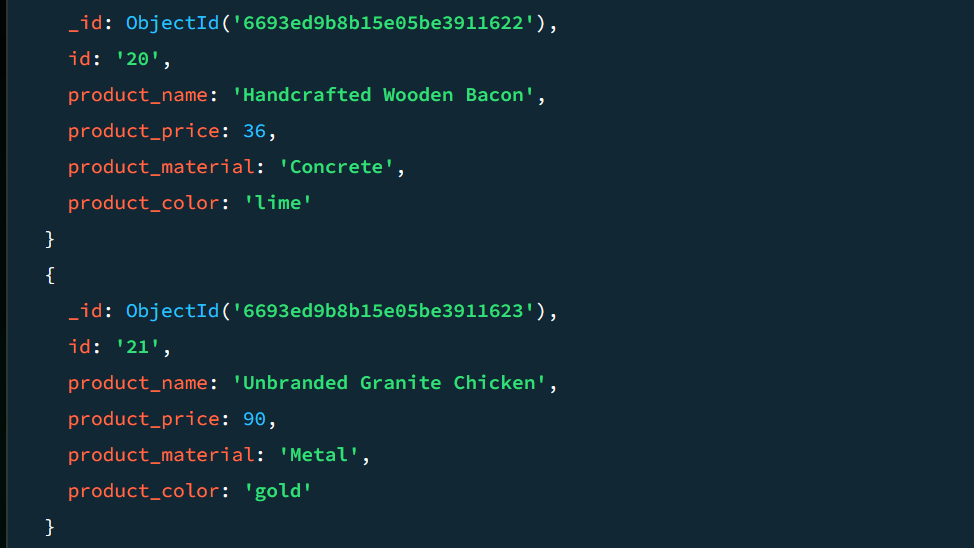 _id: ObjectId('6693ed9b8b15e05be3911622'),
id: '20',
product_name: 'Handcrafted Wooden Bacon',
product_price: 36,
product_material: 'Concrete',
product_color: 'lime'
}
{
_id: ObjectId('6693ed9b8b15e05be3911623'),
id: '21',
product_name: 'Unbranded Granite Chicken',
product_price: 90,
product_material: 'Metal',
product_color: 'gold'
}